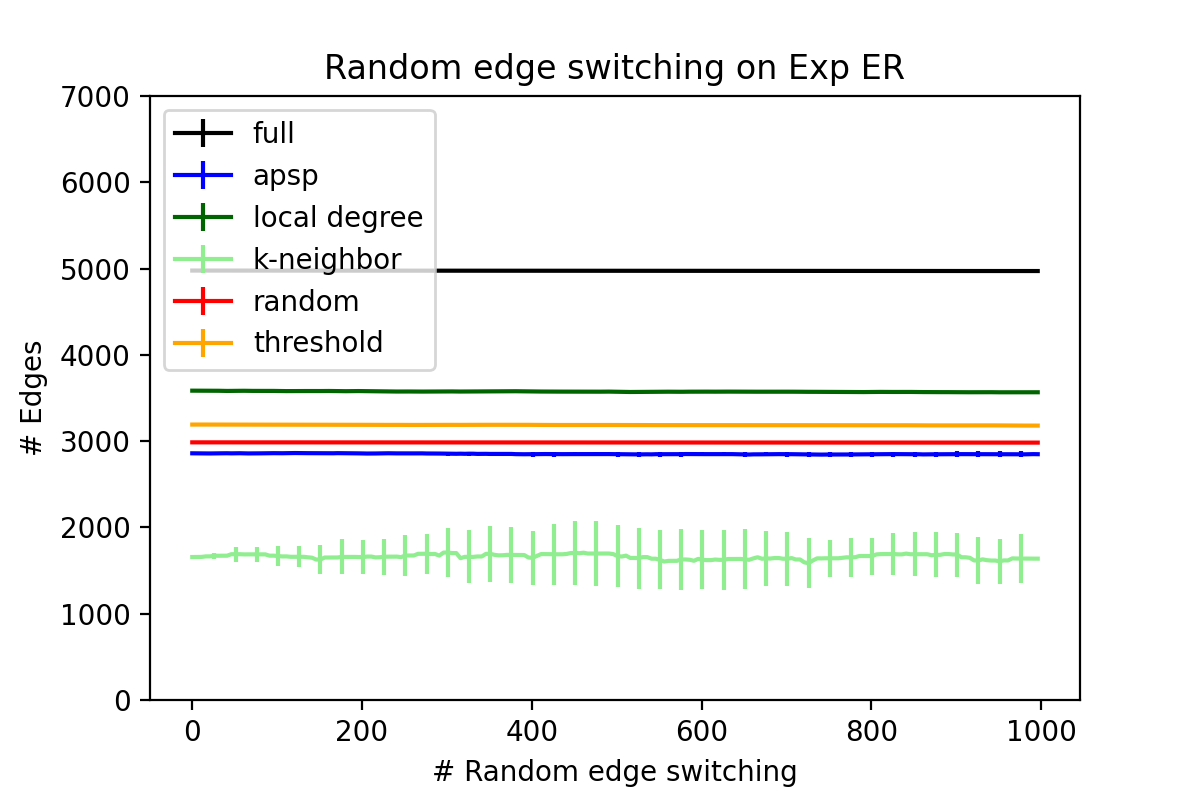 Random edge switching on Exp ER
7000
6000
5000
4000
3000
2000
1000
0
# Edges
full
apsp
local degree
k-neighbor
random
threshold
0 200 400 600 800 1000
# Random edge switching